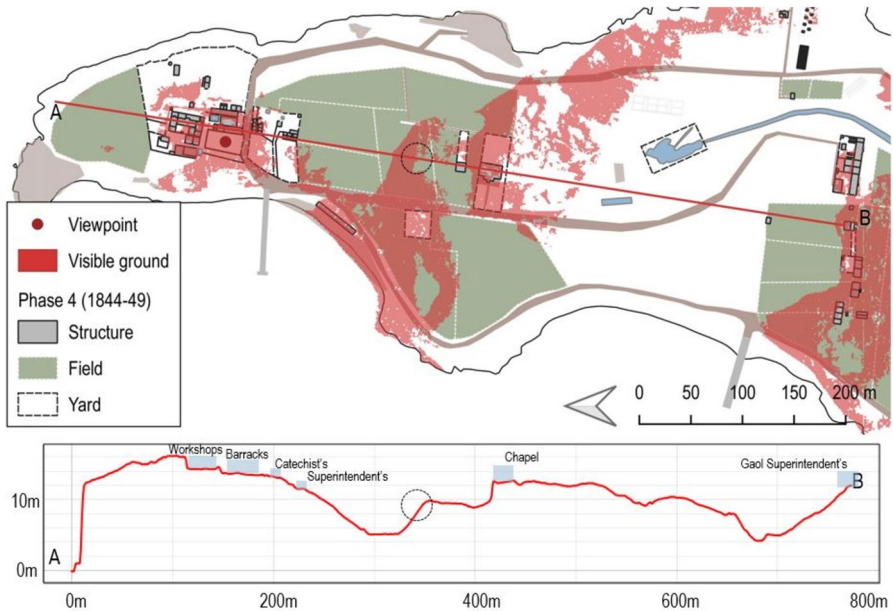 A
B
Viewpoint
Visible ground
Phase 4 (1844-49)
Structure
Field
Yard
0 50 100 150 200 m
Workshops
Barracks
Catechist's
Superintendent's
Chapel
Gaol Superintendent's
B
10m
A
0m
0m 200m 400m 600m 800m